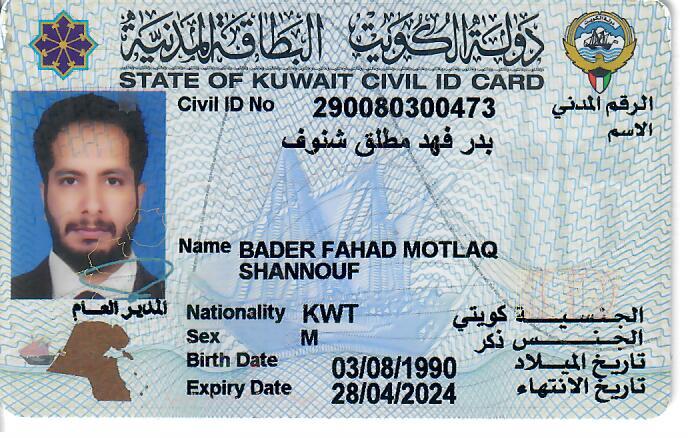 دولة الكويت البطاقة المدنية
STATE OF KUWAIT CIVIL ID CARD
Civil ID No 290080300473 الرقم المدني
الاسم
بدر فهد مطلق شنوف
Name BADER FAHAD MOTLAQ
SHANNOUF
المدير العام
Nationality KWT الجنسية كويتي
Sex M الجنس ذكر
Birth Date 03/08/1990 تاريخ الميلاد
Expiry Date 28/04/2024 تاريخ الانتهاء